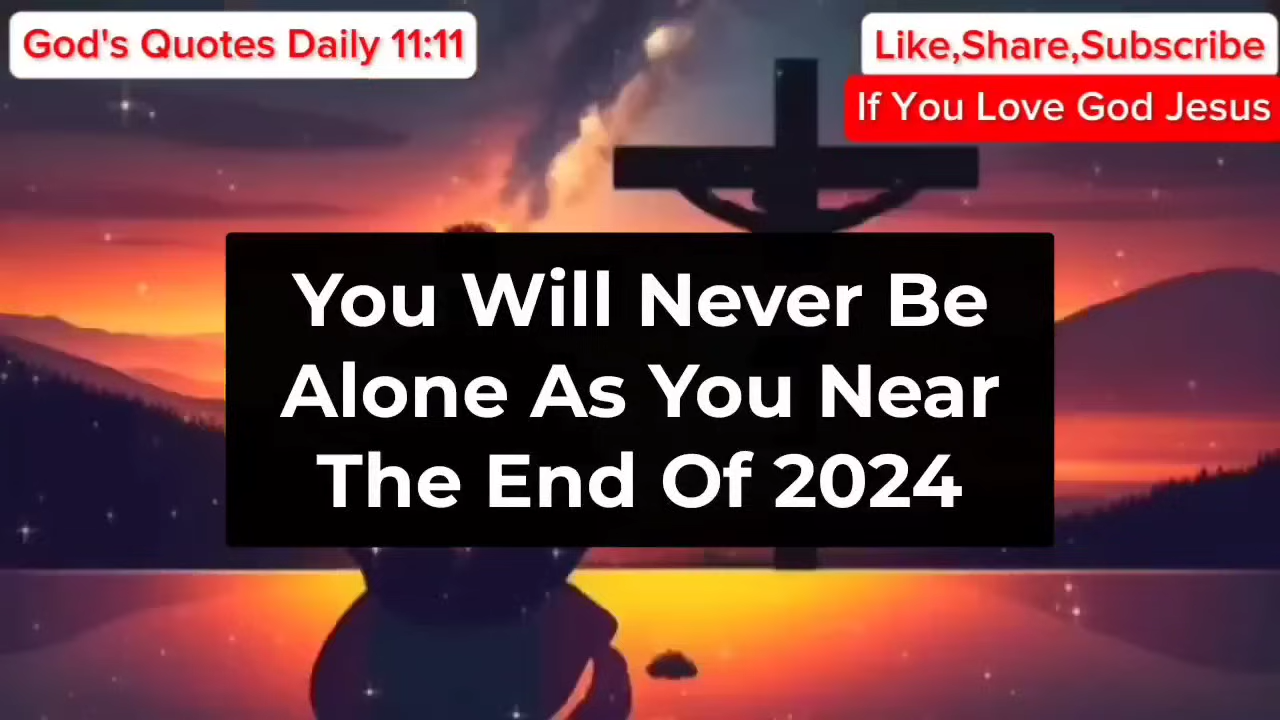 God's Quotes Daily 11:11
Like,Share,Subscribe
If You Love God Jesus
You Will Never Be
Alone As You Near
The End Of 2024